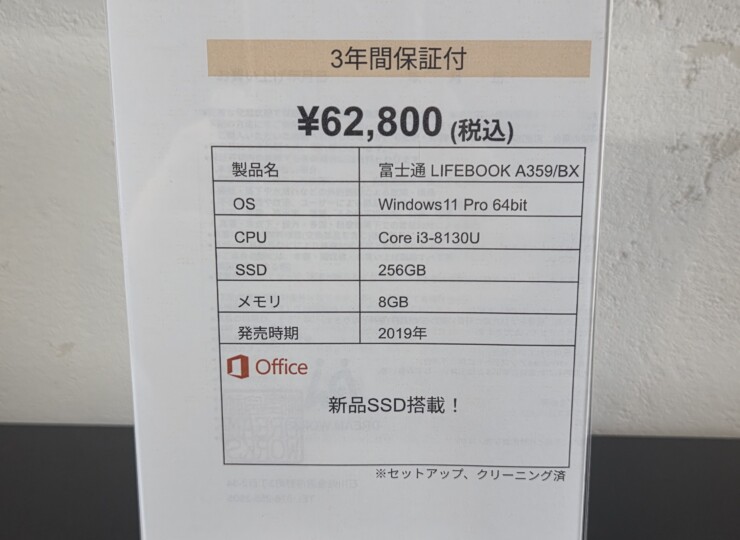 3年間保証付
¥62,800 (税込)
製品名 富士通 LIFEBOOK A359/BX
OS Windows11 Pro 64bit
CPU Core i3-8130U
SSD 256GB
メモリ 8GB
発売時期 2019年
Office
新品SSD搭載！
※セットアップ、クリーニング済